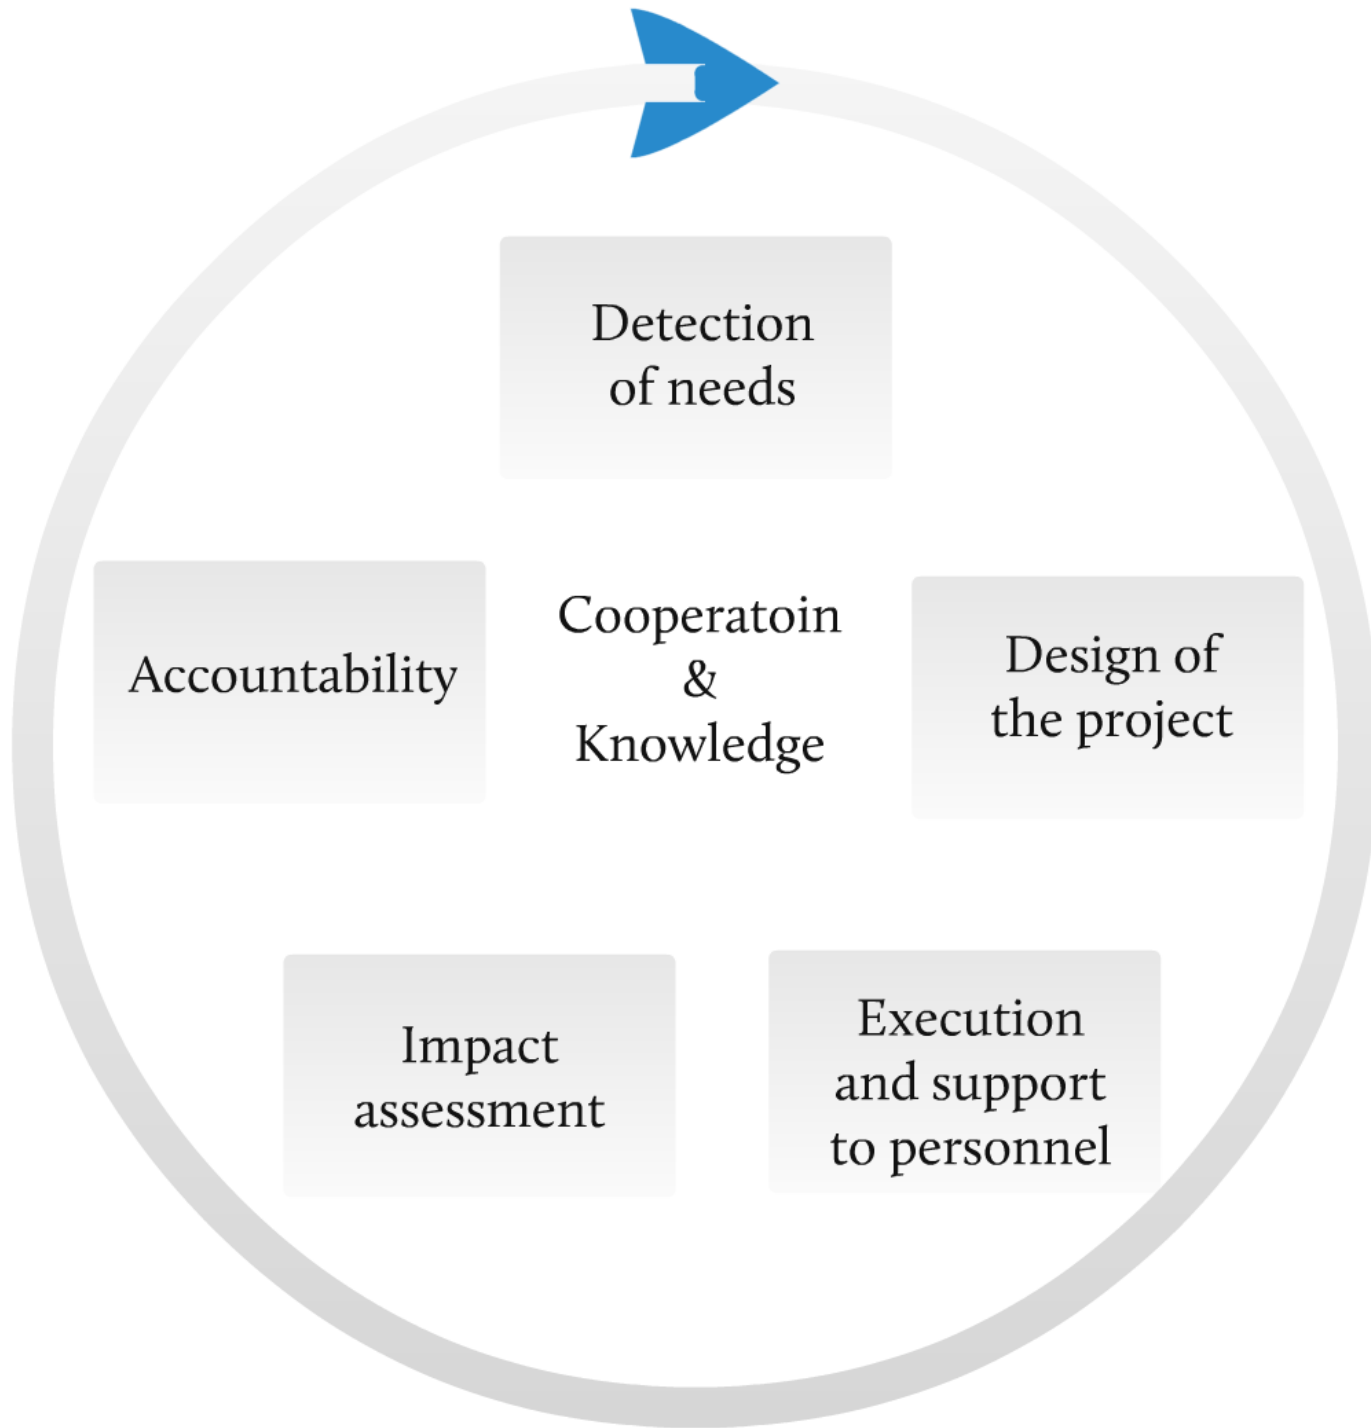 Detection
of needs
Accountability
Cooperatoin
&
Knowledge
Design of
the project
Impact
assessment
Execution
and support
to personnel